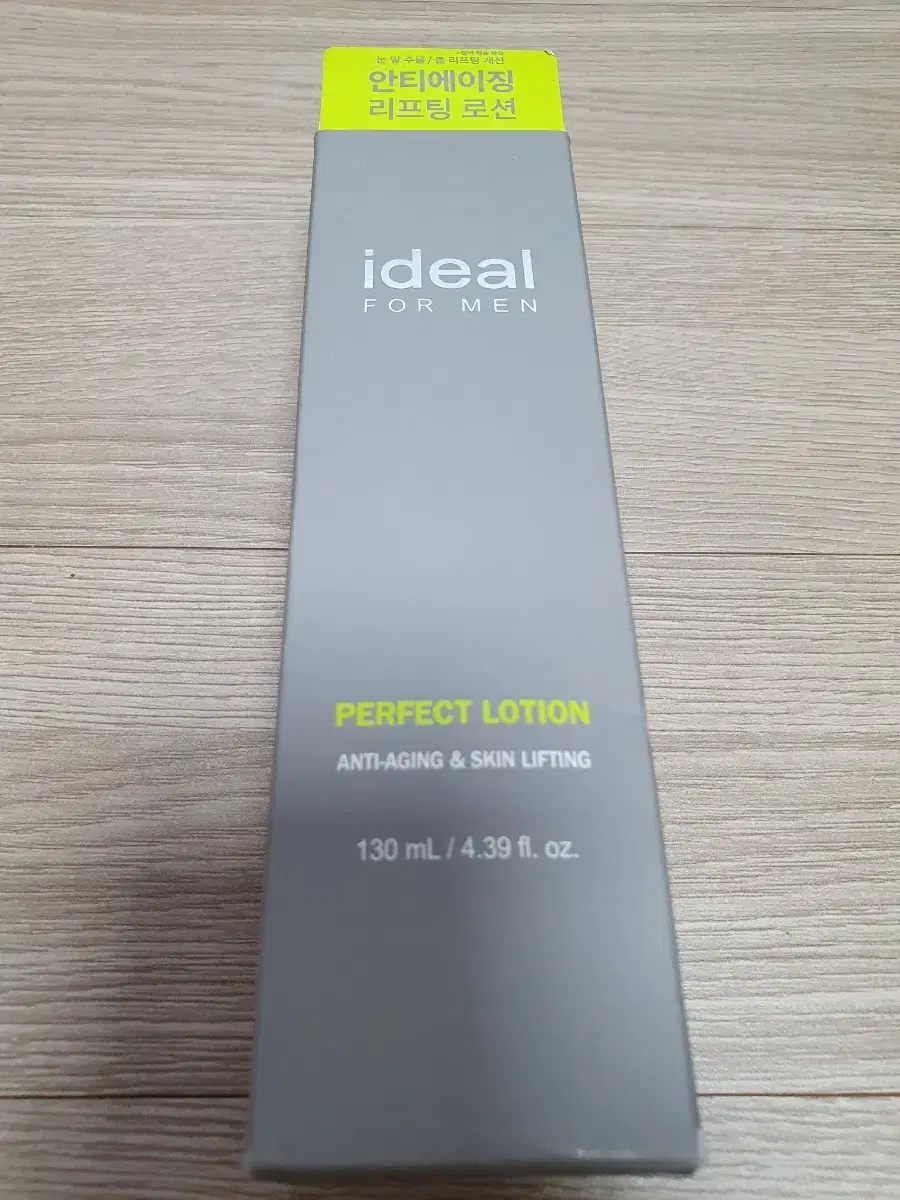 눈 밑 주름 / 볼 리프팅 개선
안티에이징
리프팅 로션
ideal
FOR MEN
PERFECT LOTION
ANTI-AGING & SKIN LIFTING
130 mL / 4.39 fl. oz.